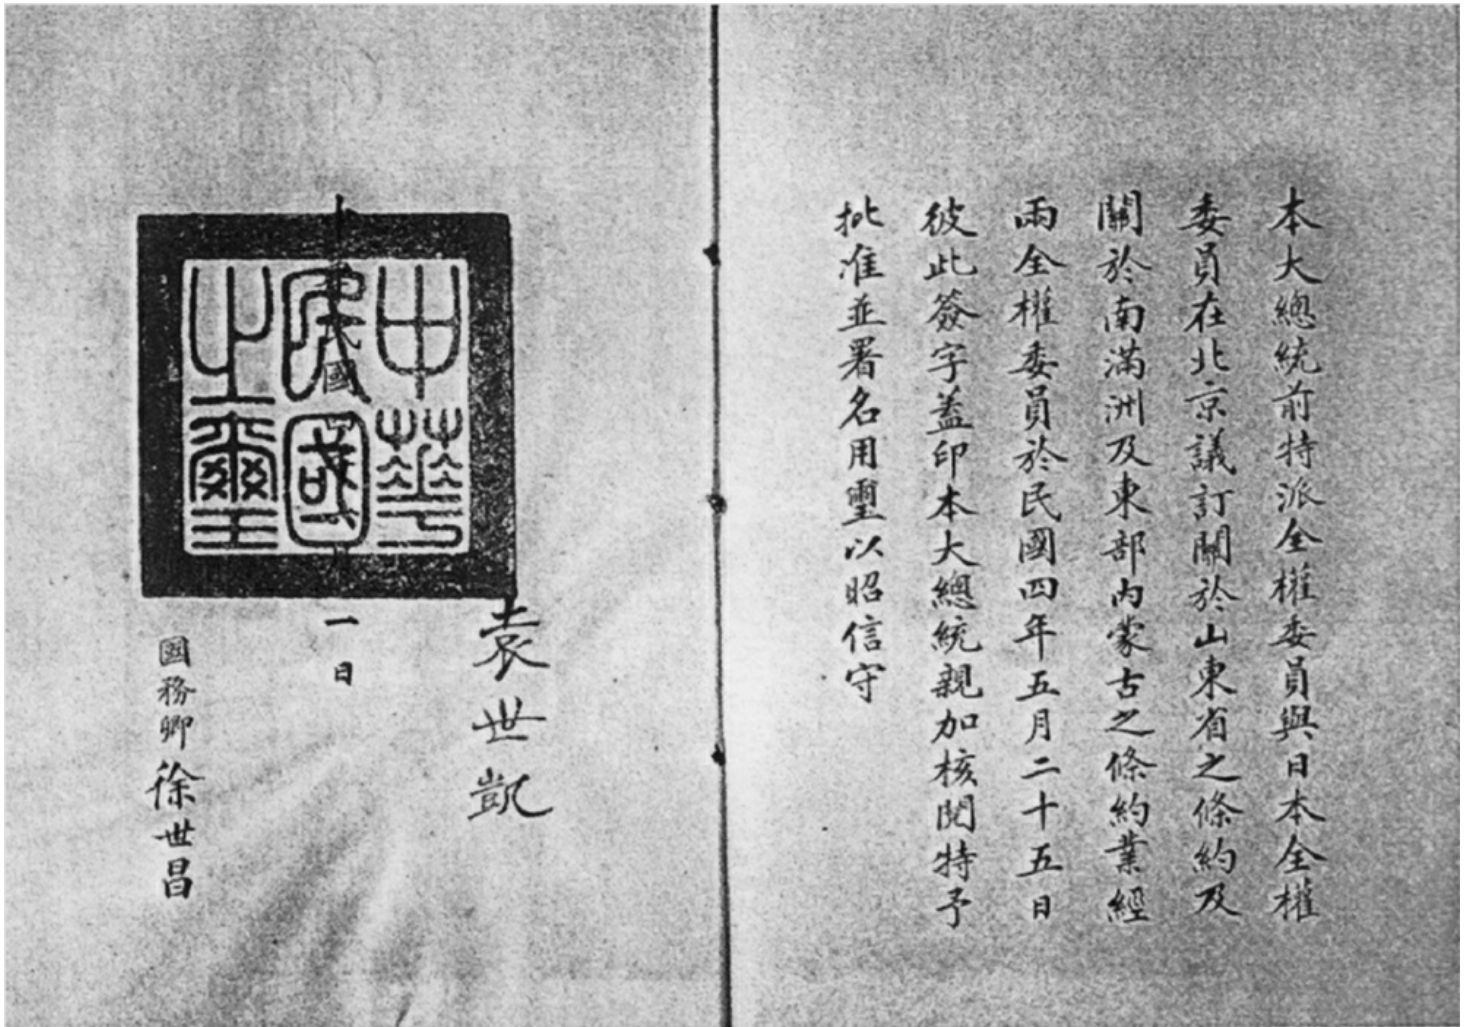 本大總統前特派全權委員與日本全權
委員在北京議訂關於山東省之條約及
關於南滿洲及東部內蒙古之條約業經
兩全權委員於民國四年五月二十五日
彼此簽字蓋印本大總統親加核閱特予
批准並署名用璽以昭信守
袁世凱
中華
民國
之璽
民國
一日
國務卿 徐世昌